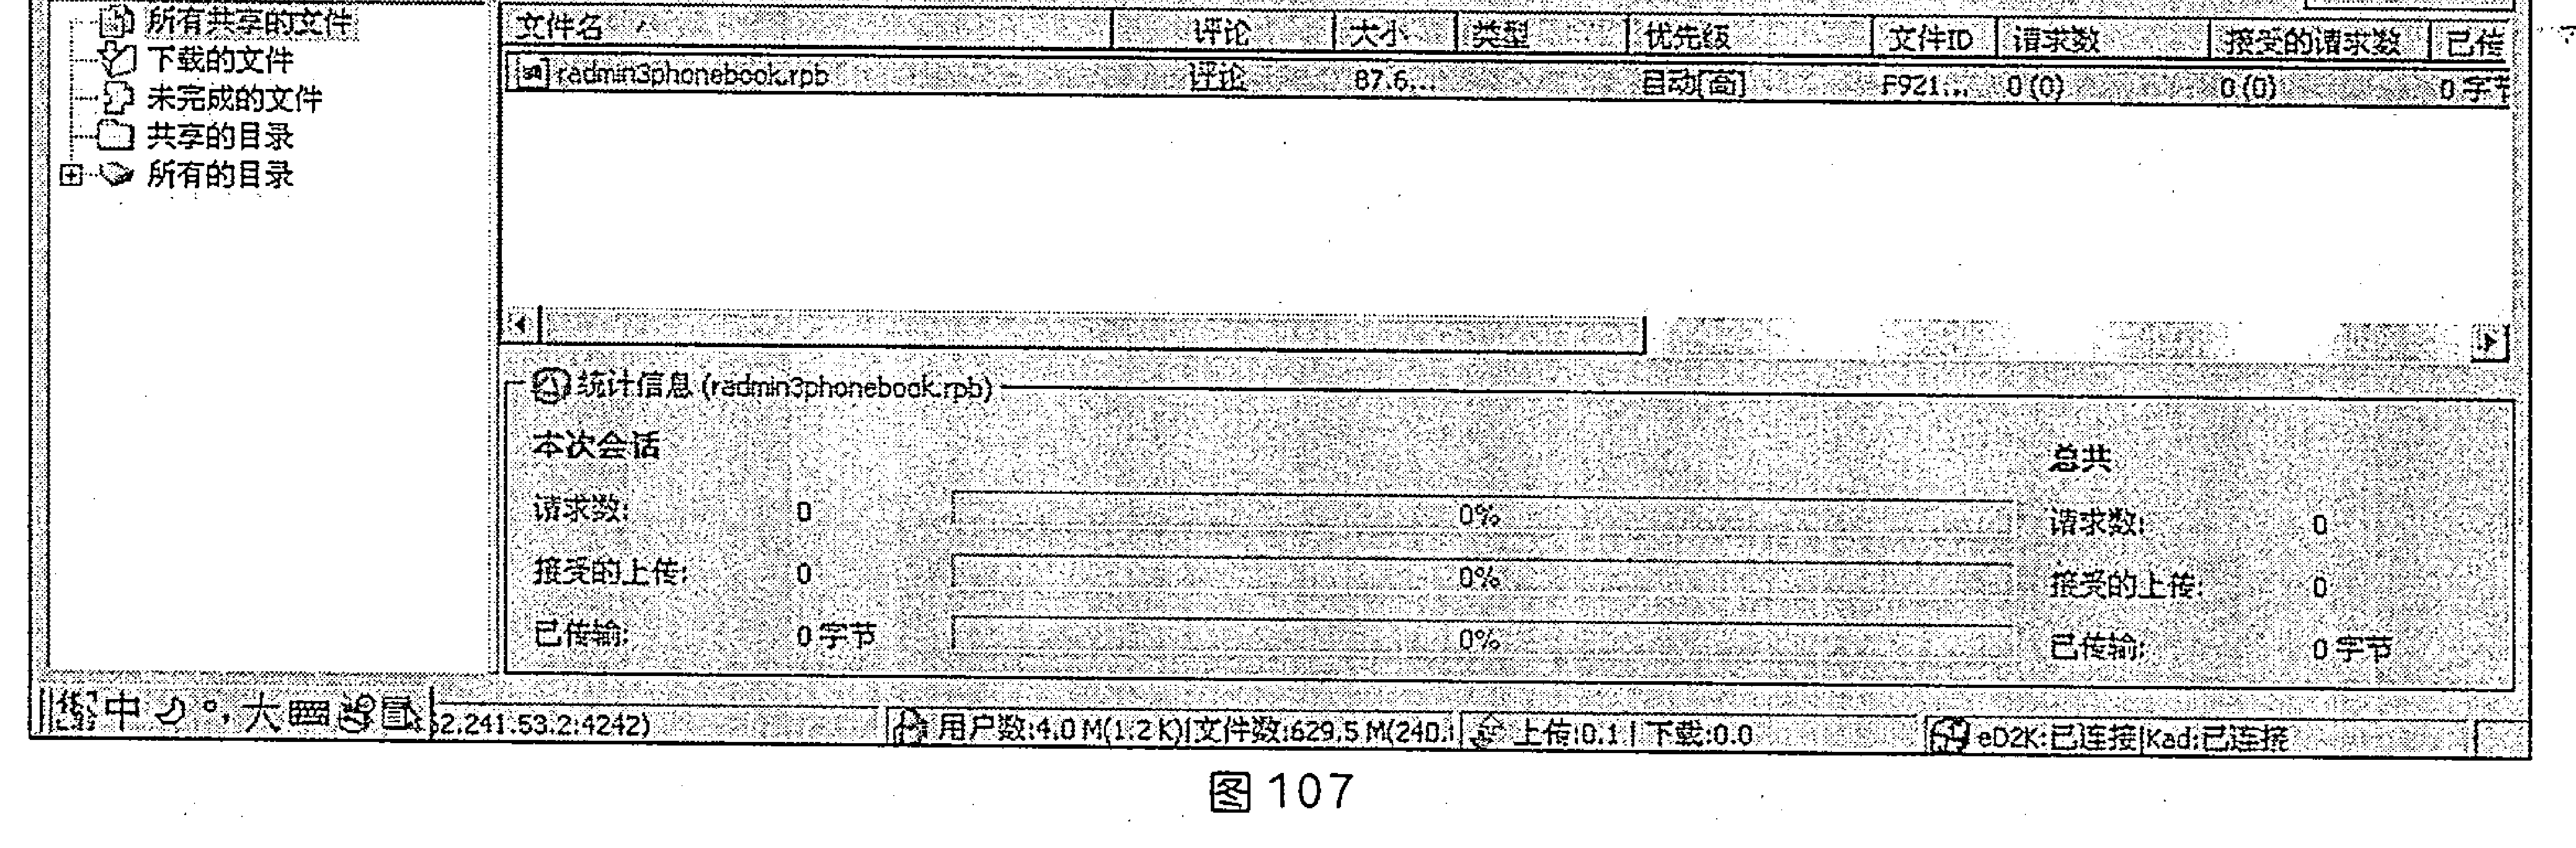 所有共享的文件
下载的文件
未完成的文件
共享的目录
所有的目录
文件名 评论 大小 类型 优先级 文件ID 请求数 接受的请求数 已传
radmin3phonebook.rpb 评论 87.6... 自动[高] F921... 0 (0) 0 (0) 0 字节
统计信息 (radmin3phonebook.rpb)
本次会话 总共
请求数: 0 0% 请求数: 0
接受的上传: 0 0% 接受的上传: 0
已传输: 0 字节 0% 已传输: 0 字节
中 大 2.241.53.2:4242) 用户数:4.0 M(1.2 K)|文件数:629.5 M(240. 上传:0.1 | 下载:0.0 eD2K:已连接|Kad:已连接
图 107